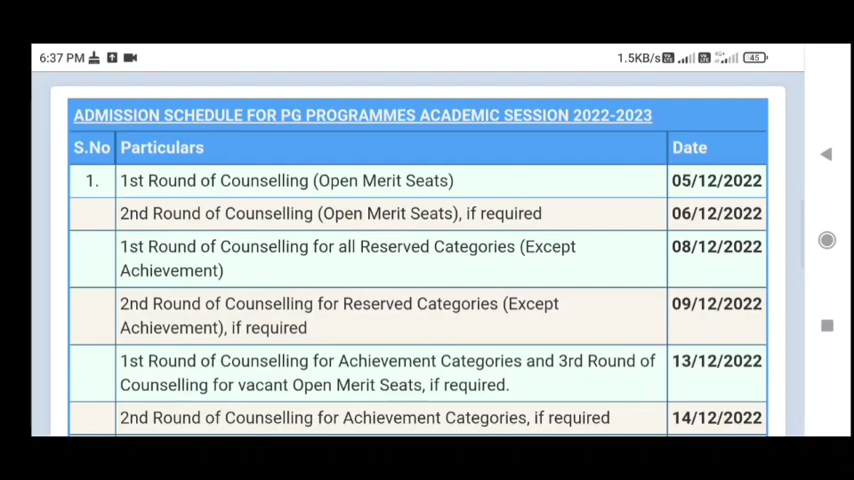 6:37 PM 1.5KB/s 45
ADMISSION SCHEDULE FOR PG PROGRAMMES ACADEMIC SESSION 2022-2023
S.No Particulars Date
1. 1st Round of Counselling (Open Merit Seats) 05/12/2022
2nd Round of Counselling (Open Merit Seats), if required 06/12/2022
1st Round of Counselling for all Reserved Categories (Except 08/12/2022
Achievement)
2nd Round of Counselling for Reserved Categories (Except 09/12/2022
Achievement), if required
1st Round of Counselling for Achievement Categories and 3rd Round of 13/12/2022
Counselling for vacant Open Merit Seats, if required.
2nd Round of Counselling for Achievement Categories, if required 14/12/2022